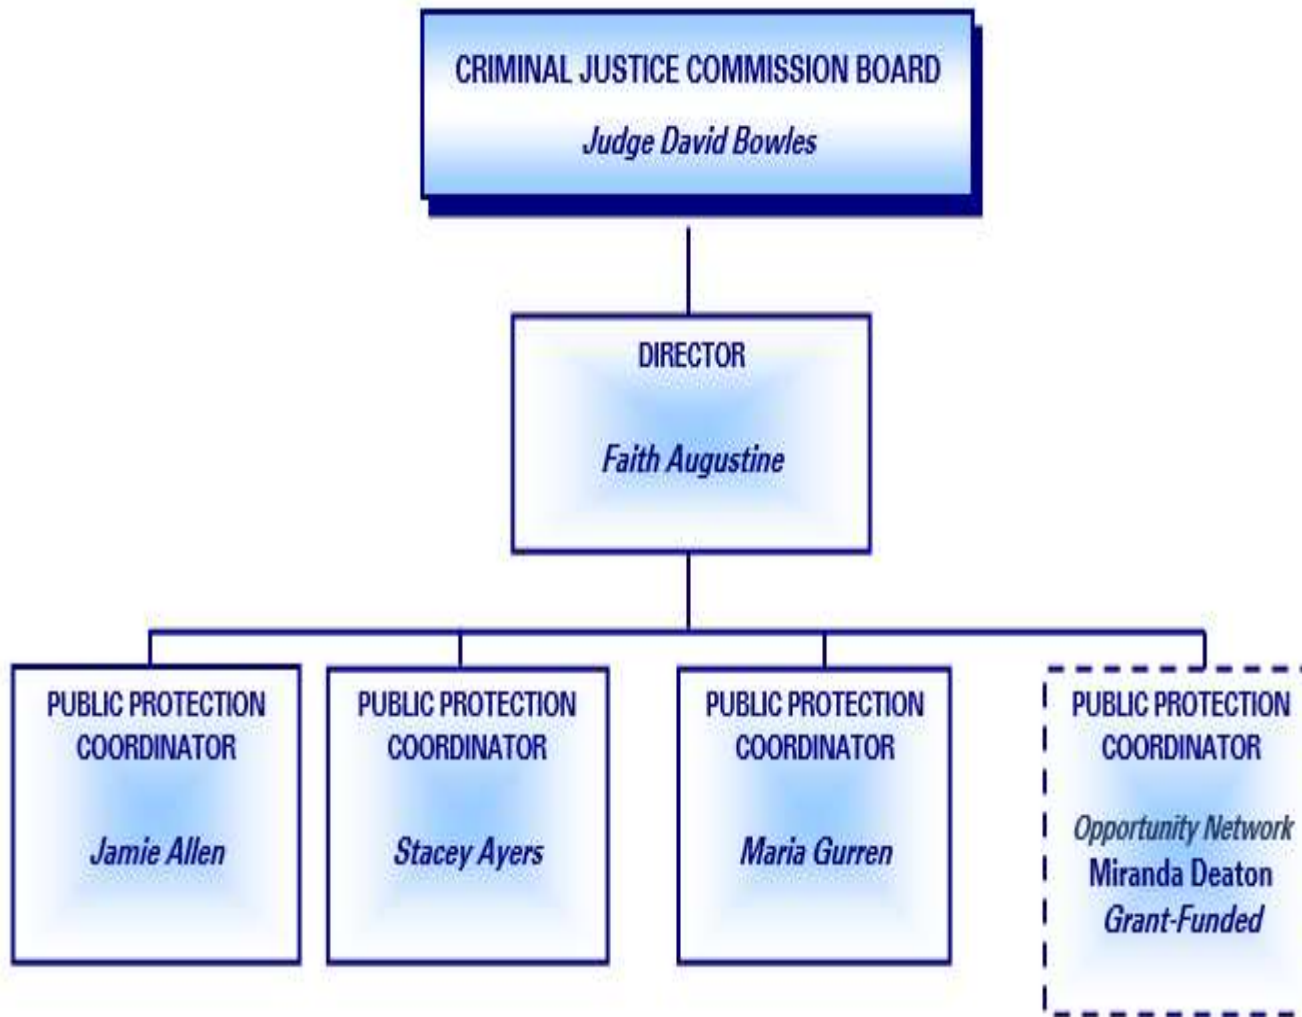 CRIMINAL JUSTICE COMMISSION BOARD
Judge David Bowles
DIRECTOR
Faith Augustine
PUBLIC PROTECTION
COORDINATOR
Jamie Allen
PUBLIC PROTECTION
COORDINATOR
Stacey Ayers
PUBLIC PROTECTION
COORDINATOR
Maria Gurren
PUBLIC PROTECTION
COORDINATOR
Opportunity Network
Miranda Deaton
Grant-Funded